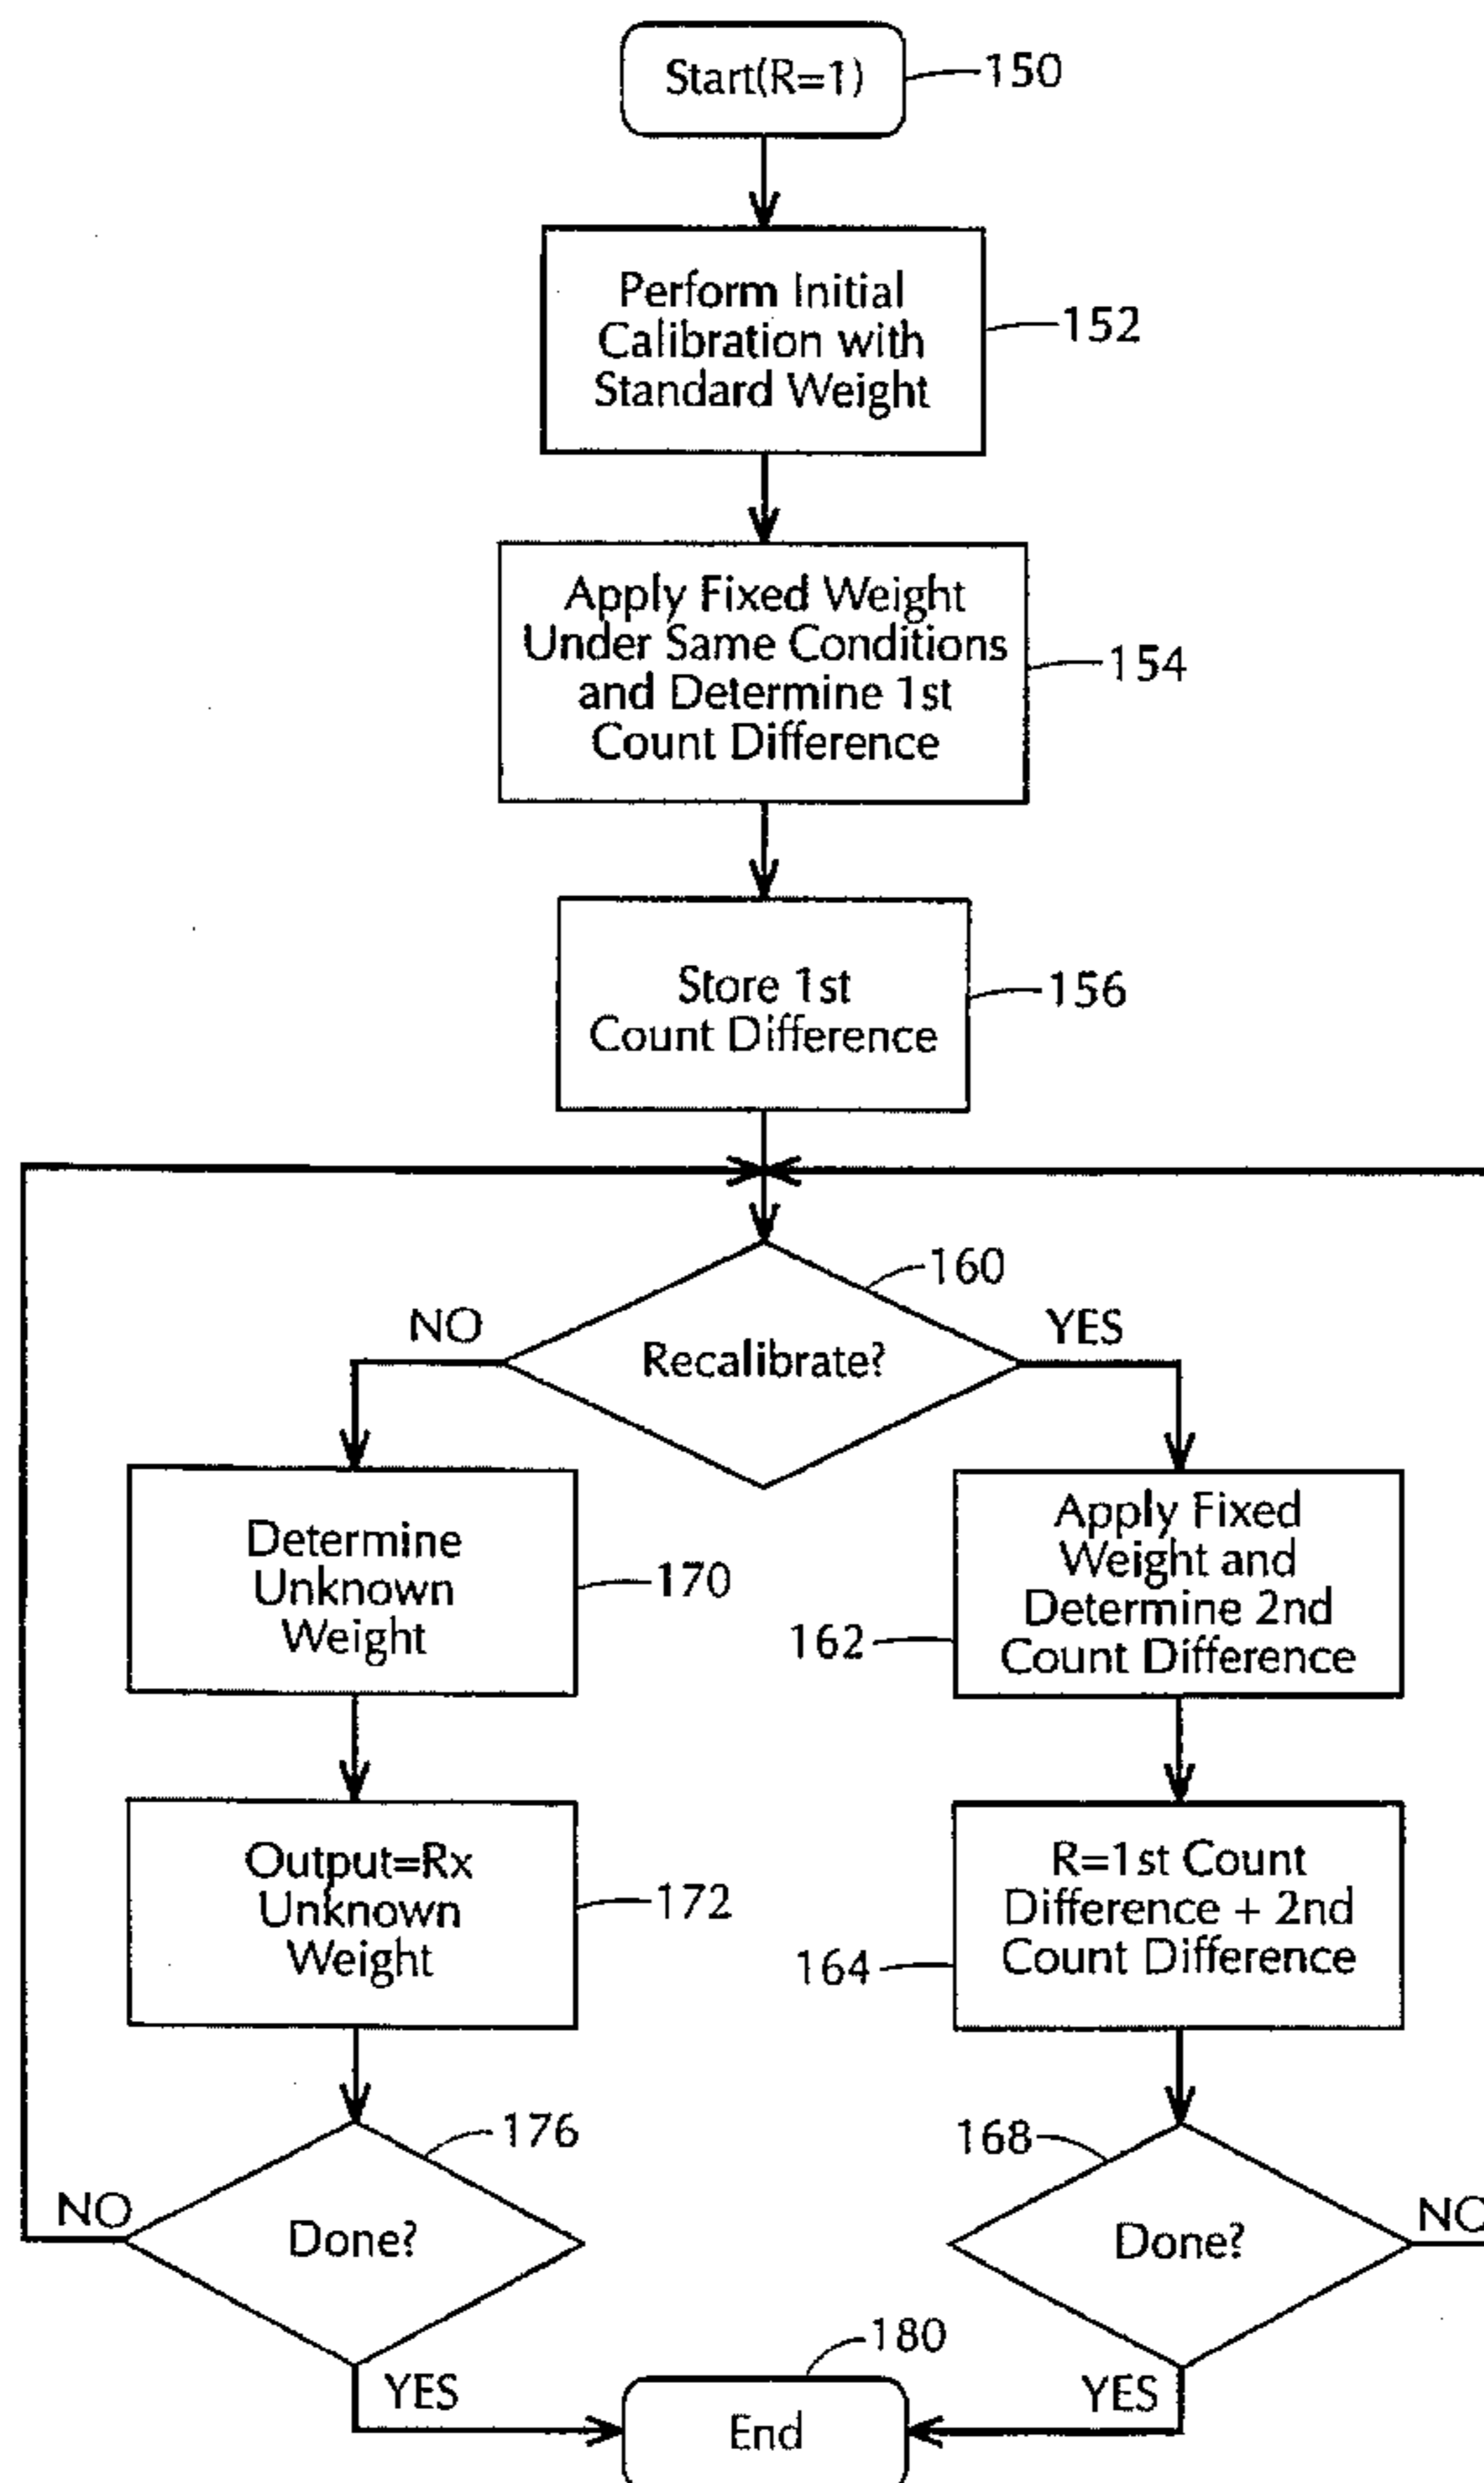 Start(R=1)
150
Perform Initial
Calibration with
Standard Weight
152
Apply Fixed Weight
Under Same Conditions
and Determine 1st
Count Difference
154
Store 1st
Count Difference
156
160
NO
Recalibrate?
YES
Determine
Unknown
Weight
170
Apply Fixed
Weight and
Determine 2nd
Count Difference
162
Output=Rx
Unknown
Weight
172
R=1st Count
Difference + 2nd
Count Difference
164
176
NO
Done?
YES
168
Done?
NO
YES
180
End